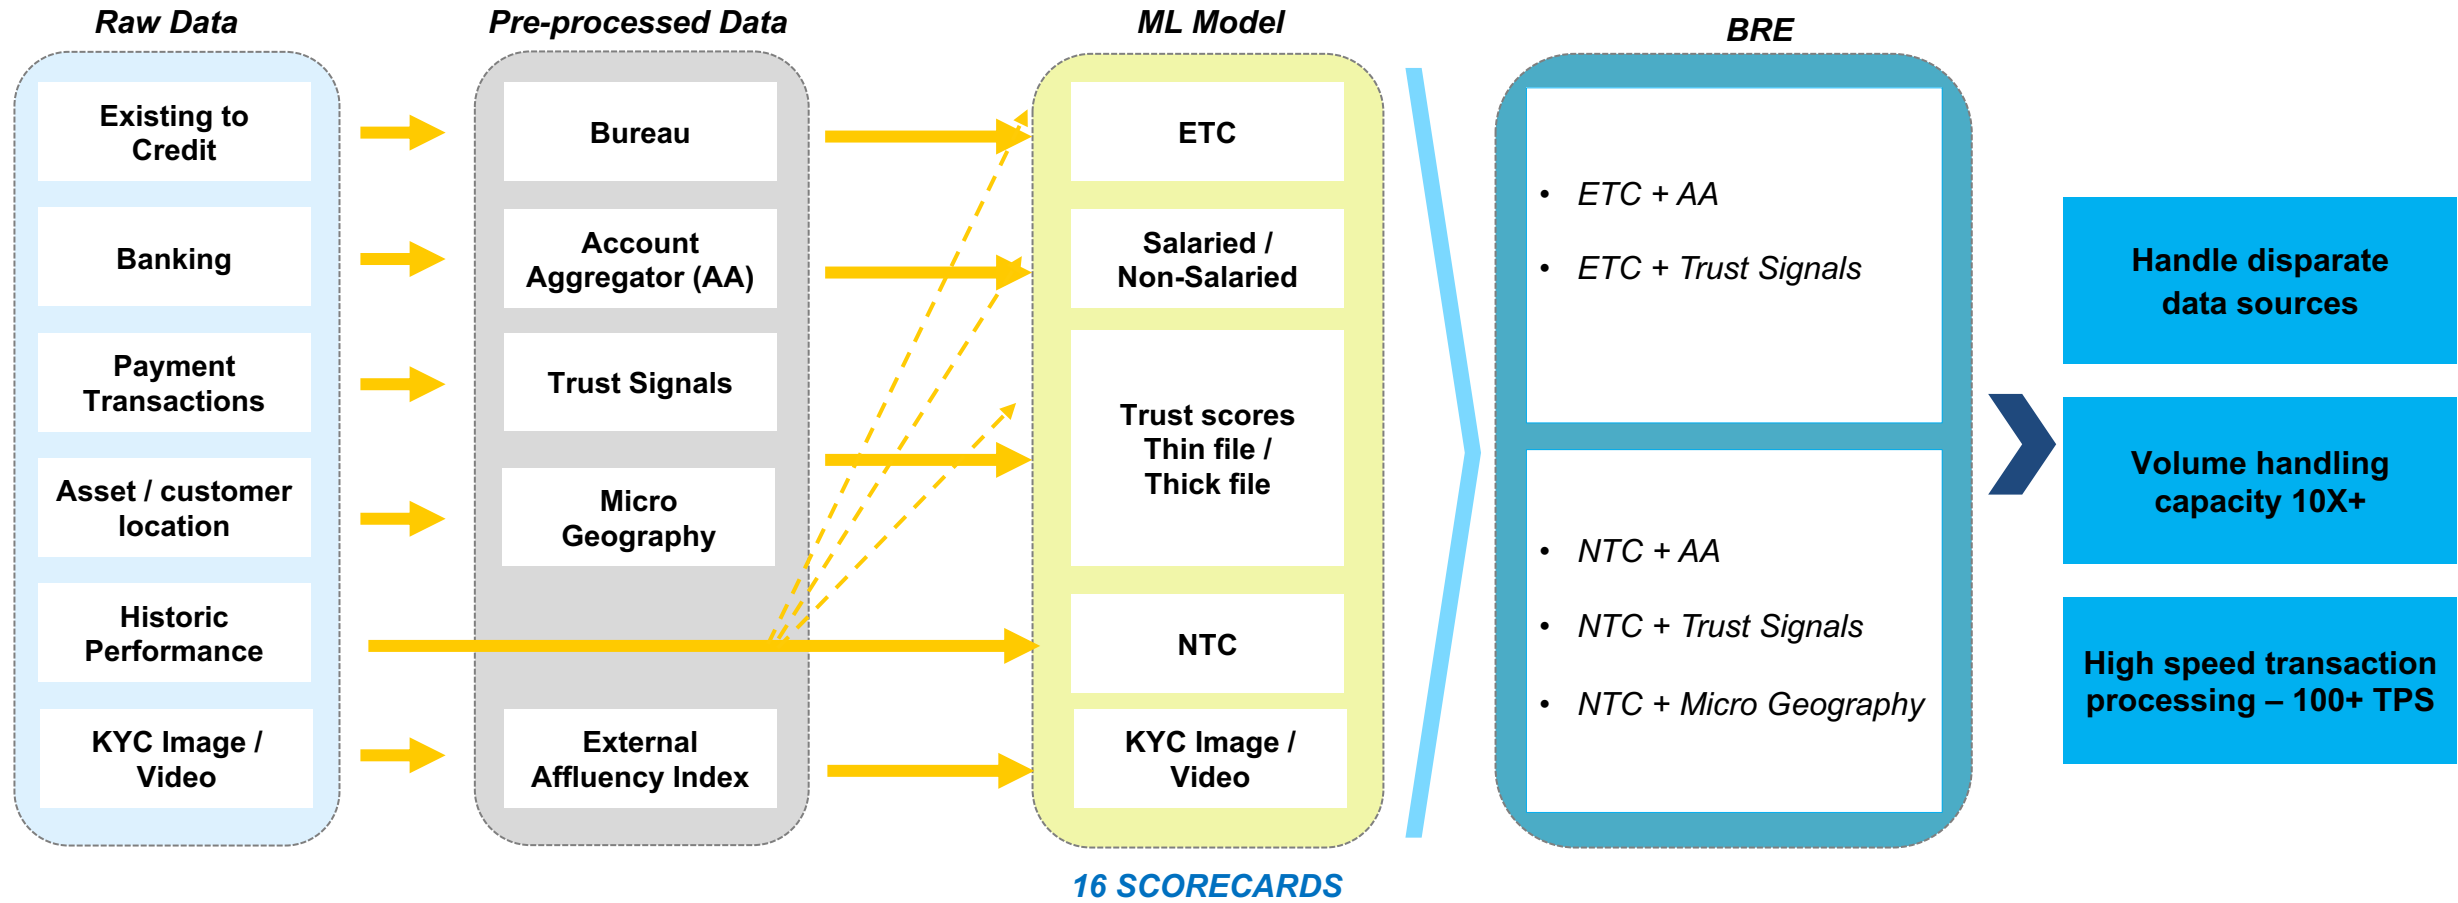 Raw Data
Existing to
Credit
Banking
Payment
Transactions
Asset / customer
location
Historic
Performance
KYC Image /
Video
Pre-processed Data
Bureau
Account
Aggregator (AA)
Trust Signals
Micro
Geography
External
Affluency Index
ML Model
ETC
Salaried /
Non-Salaried
Trust scores
Thin file /
Thick file
NTC
KYC Image /
Video
16 SCORECARDS
BRE
• ETC + AA
• ETC + Trust Signals
• NTC + AA
• NTC + Trust Signals
• NTC + Micro Geography
Handle disparate
data sources
Volume handling
capacity 10X+
High speed transaction
processing – 100+ TPS